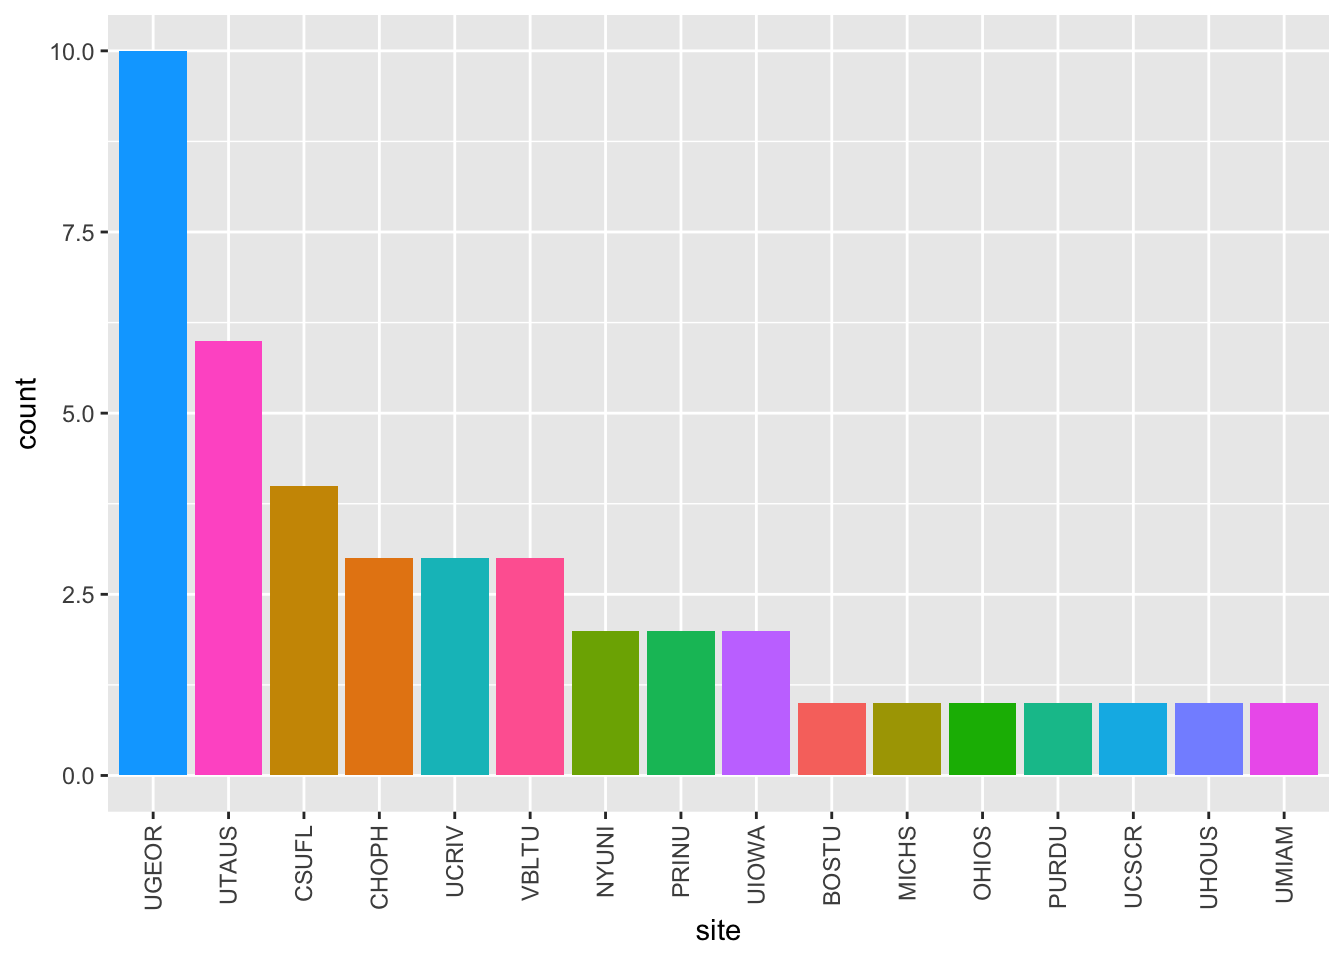 10.0
7.5
5.0
2.5
0.0
count
UGEOR
UTAUS
CSUFL
CHOPH
UCRIV
VBLTU
NYUNI
PRINU
UIOWA
BOSTU
MICHS
OHIOS
PURDU
UCSCR
UHOUS
UMIAM
site